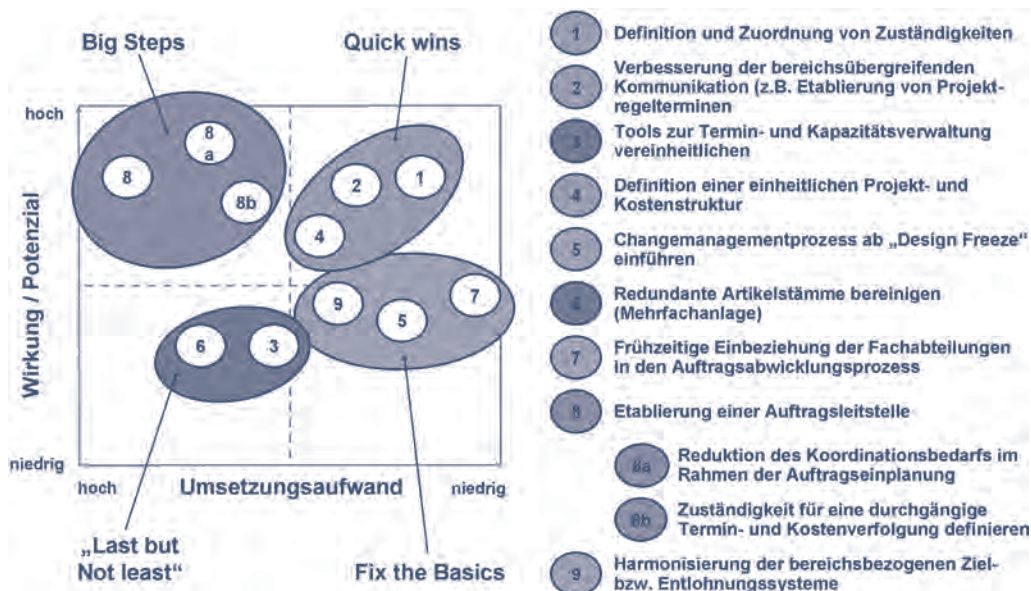 Big Steps
Quick wins
hoch
8
8
a
8b
2
1
4
9
5
7
6
3
Wirkung / Potenzial
niedrig
hoch
Umsetzungsaufwand
niedrig
„Last but
Not least“
Fix the Basics
1
Definition und Zuordnung von Zuständigkeiten
2
Verbesserung der bereichsübergreifenden
Kommunikation (z.B. Etablierung von Projekt-
regelterminen
3
Tools zur Termin- und Kapazitätsverwaltung
vereinheitlichen
4
Definition einer einheitlichen Projekt- und
Kostenstruktur
5
Changemanagementprozess ab „Design Freeze“
einführen
6
Redundante Artikelstämme bereinigen
(Mehrfachanlage)
7
Frühzeitige Einbeziehung der Fachabteilungen
in den Auftragsabwicklungsprozess
8
Etablierung einer Auftragsleitstelle
8a
Reduktion des Koordinationsbedarfs im
Rahmen der Auftragseinplanung
8b
Zuständigkeit für eine durchgängige
Termin- und Kostenverfolgung definieren
9
Harmonisierung der bereichsbezogenen Ziel-
bzw. Entlohnungssysteme